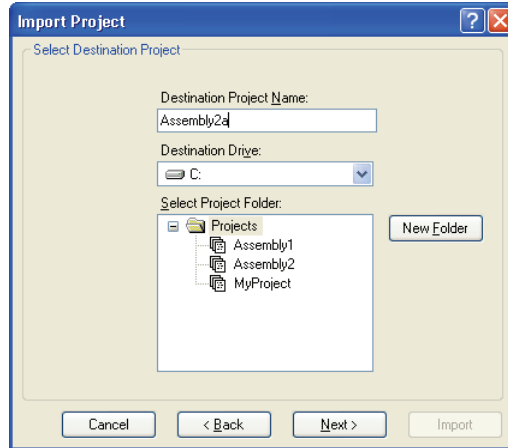 Import Project
Select Destination Project
Destination Project Name:
Assembly2a
Destination Drive:
C:
Select Project Folder:
Projects
New Folder
Assembly1
Assembly2
MyProject
Cancel
< Back
Next >
Import